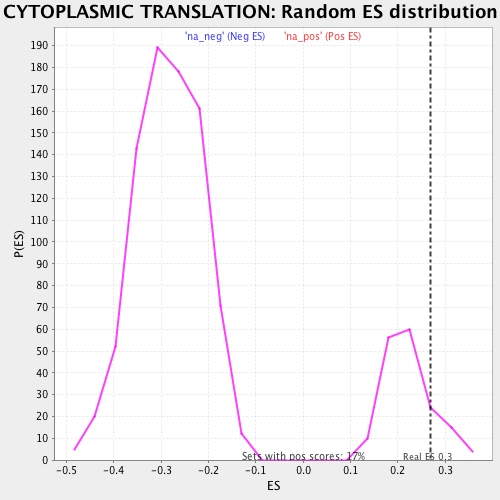 CYTOPLASMIC TRANSLATION: Random ES distribution
'na_neg' (Neg ES) 'na_pos' (Pos ES)
190
180
170
160
150
140
130
120
110
100
90
80
70
60
50
40
30
20
10
0
P(ES)
Sets with pos scores: 17%
Real ES 0.3
-0.5 -0.4 -0.3 -0.2 -0.1 0.0 0.1 0.2 0.3
ES